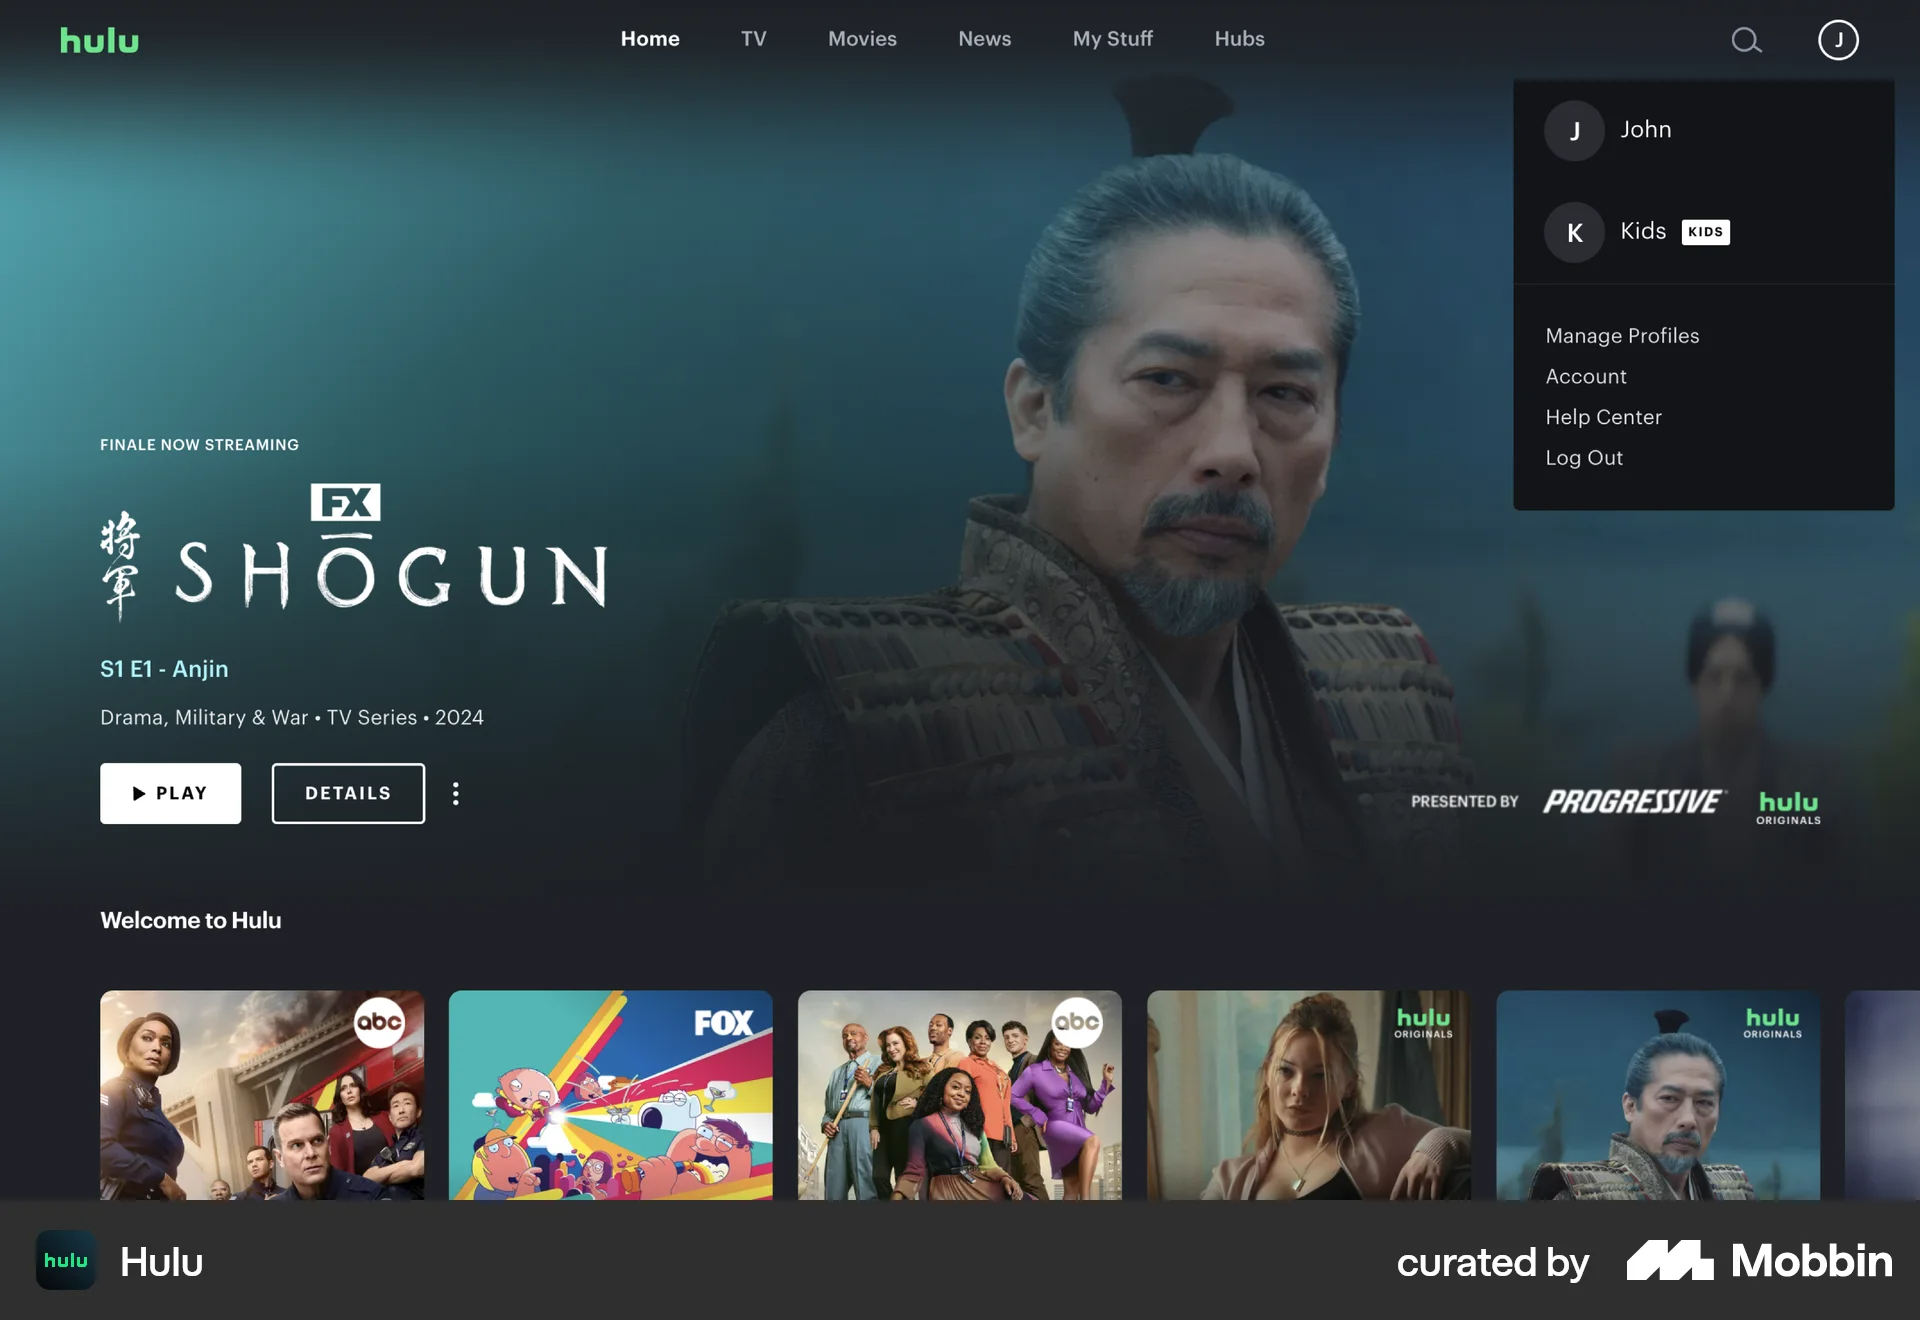 hulu
Home
TV
Movies
News
My Stuff
Hubs
J
J
John
K
Kids
KIDS
Manage Profiles
Account
Help Center
Log Out
FINALE NOW STREAMING
FX
將軍
SHŌGUN
S1 E1 - Anjin
Drama, Military & War • TV Series • 2024
PLAY
DETAILS
PRESENTED BY
PROGRESSIVE
hulu
ORIGINALS
Welcome to Hulu
abc
FOX
abc
hulu
ORIGINALS
hulu
ORIGINALS
hulu
Hulu
curated by
Mobbin